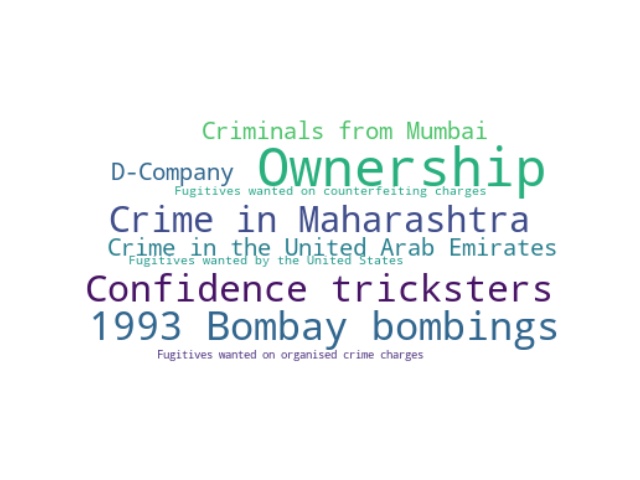 Criminals from Mumbai
D-Company
Ownership
Fugitives wanted on counterfeiting charges
Crime in Maharashtra
Crime in the United Arab Emirates
Fugitives wanted by the United States
Confidence tricksters
1993 Bombay bombings
Fugitives wanted on organised crime charges